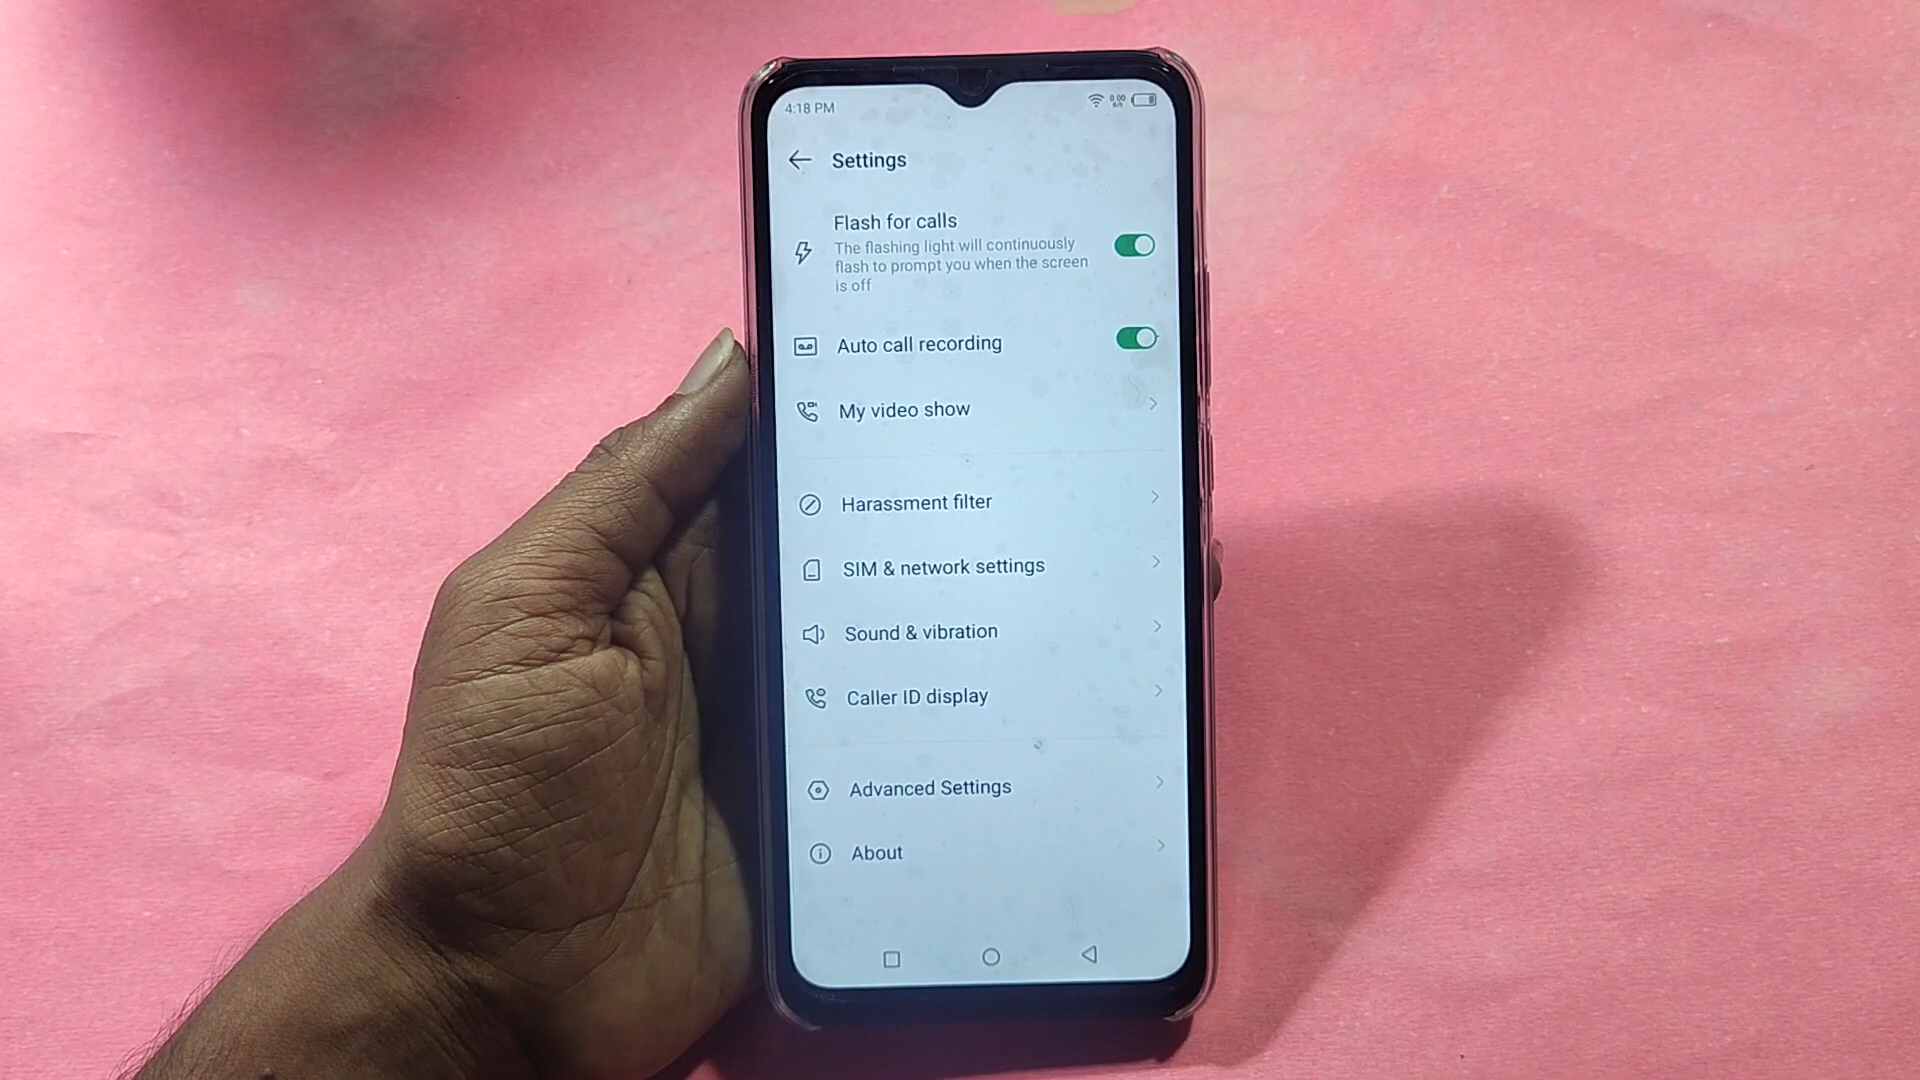 4:18 PM
0.00
Settings
Flash for calls
The flashing light will continuously
flash to prompt you when the screen
is off
Auto call recording
My video show
Harassment filter
SIM & network settings
Sound & vibration
Caller ID display
Advanced Settings
About